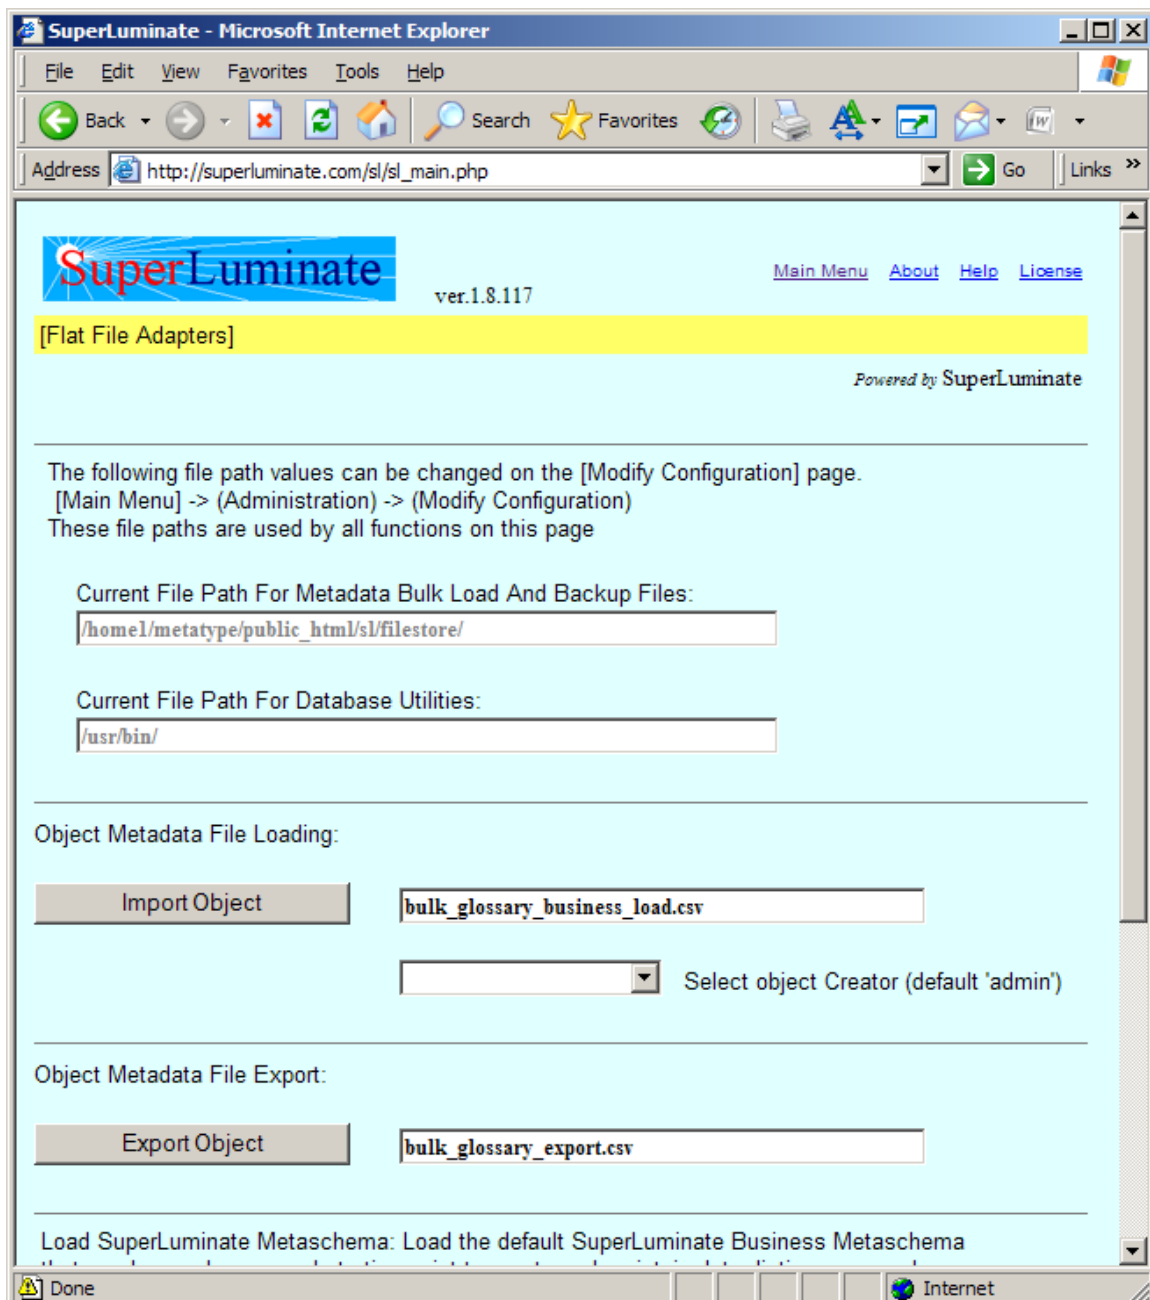 SuperLuminate - Microsoft Internet Explorer
File Edit View Favorites Tools Help
Back Search Favorites W
Address http://superluminate.com/sl/sl_main.php Go Links »
SuperLuminate ver.1.8.117 Main Menu About Help License
[Flat File Adapters]
Powered by SuperLuminate
The following file path values can be changed on the [Modify Configuration] page.
[Main Menu] -> (Administration) -> (Modify Configuration)
These file paths are used by all functions on this page
Current File Path For Metadata Bulk Load And Backup Files:
/home1/metatype/public_html/sl/filestore/
Current File Path For Database Utilities:
/usr/bin/
Object Metadata File Loading:
Import Object bulk_glossary_business_load.csv
Select object Creator (default 'admin')
Object Metadata File Export:
Export Object bulk_glossary_export.csv
Load SuperLuminate Metaschema: Load the default SuperLuminate Business Metaschema
Done Internet